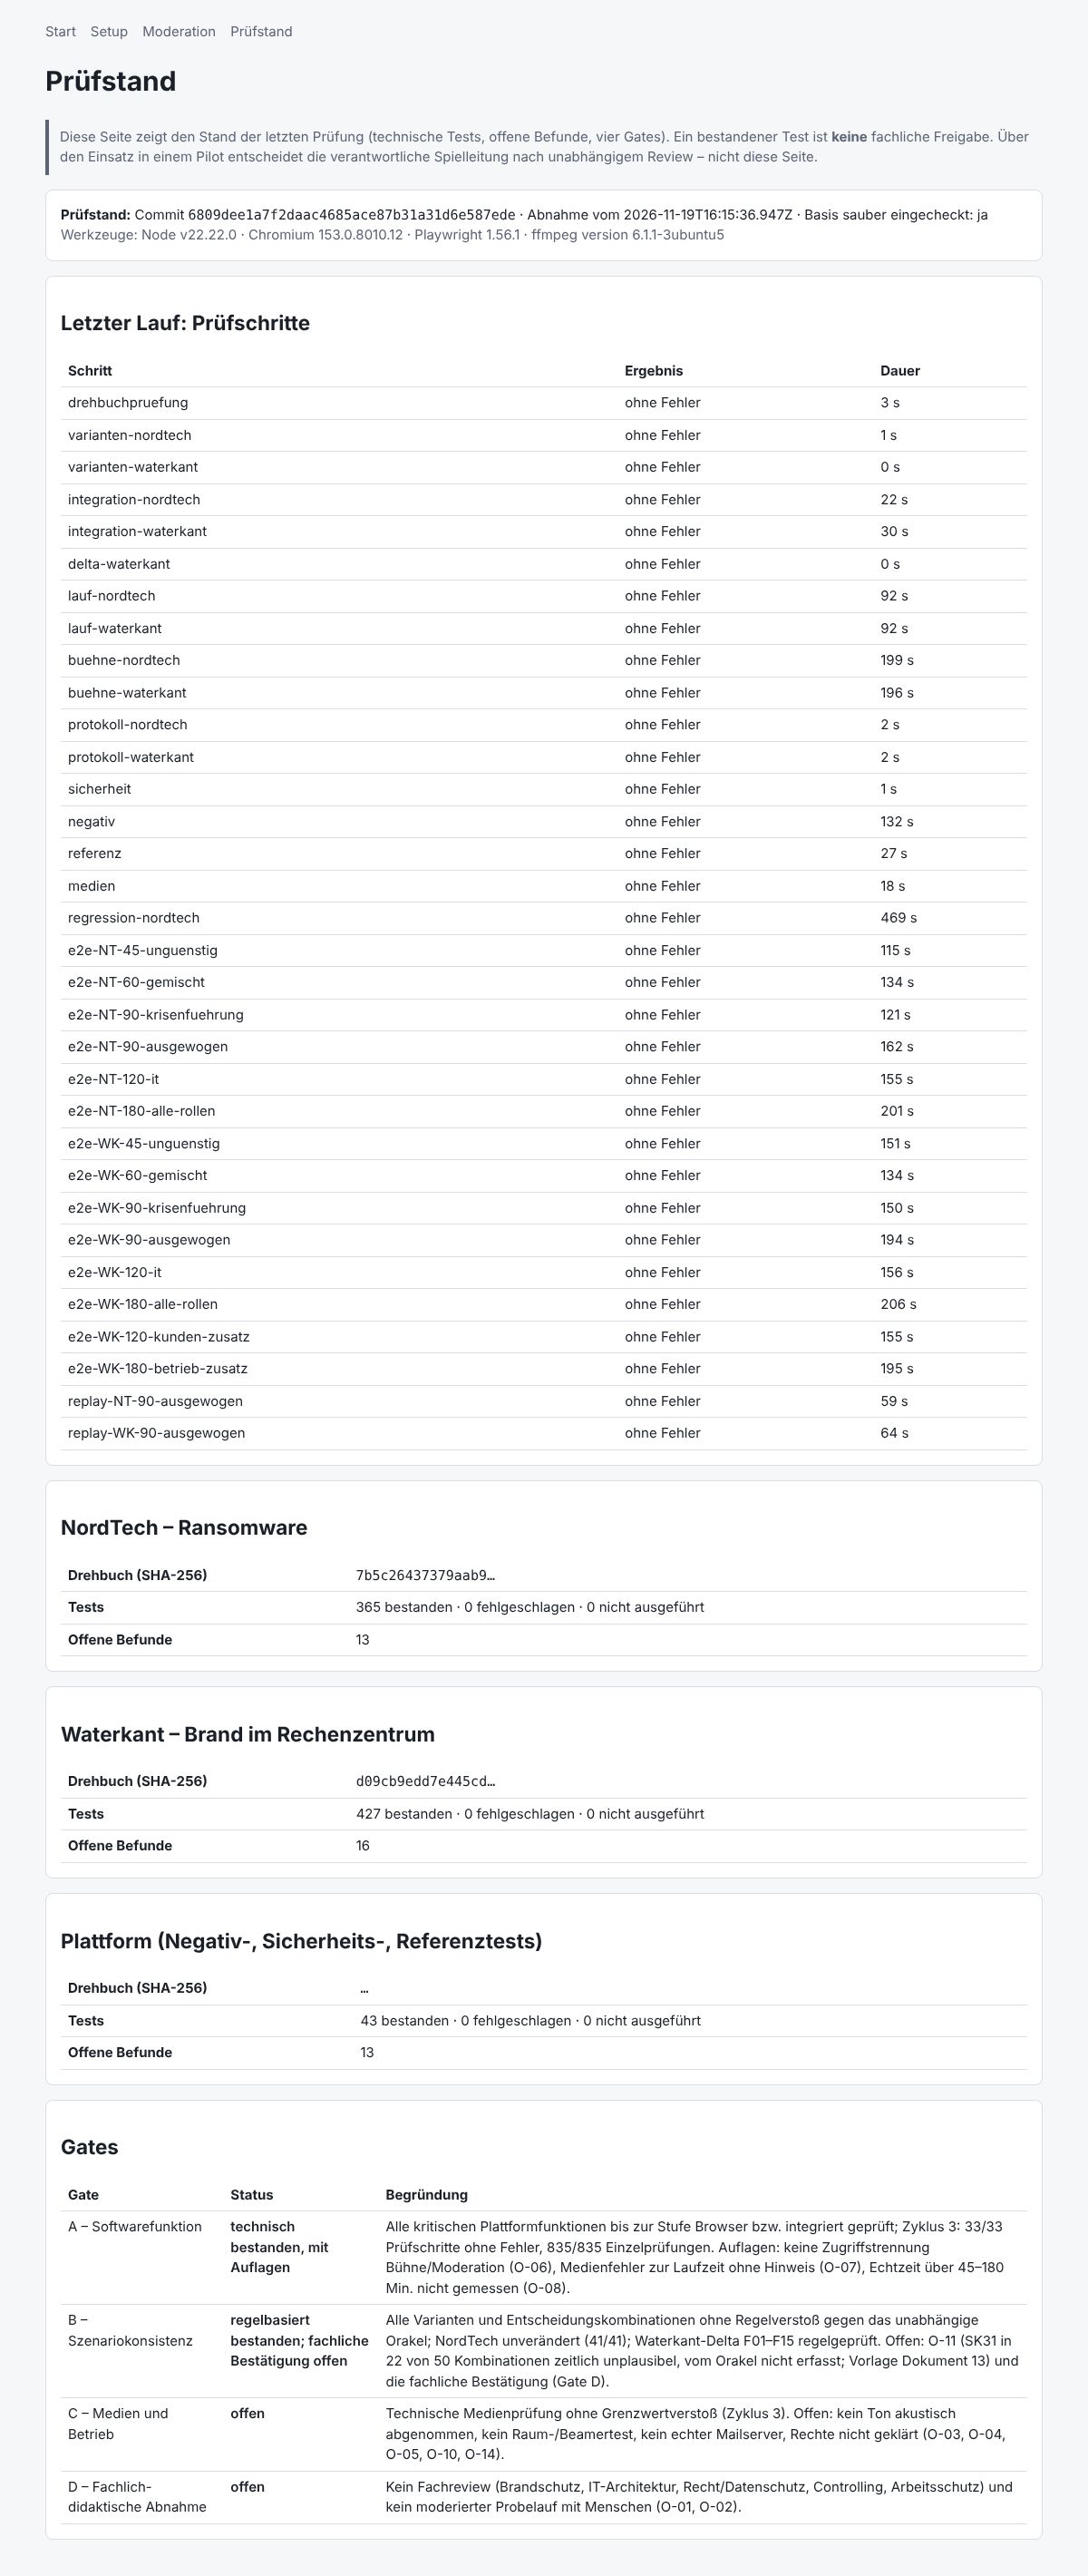 Start Setup Moderation Prüfstand
Prüfstand
Diese Seite zeigt den Stand der letzten Prüfung (technische Tests, offene Befunde, vier Gates). Ein bestandener Test ist keine fachliche Freigabe. Über
den Einsatz in einem Pilot entscheidet die verantwortliche Spielleitung nach unabhängigem Review – nicht diese Seite.
Prüfstand: Commit 6809dee1a7f2daac4685ace87b31a31d6e587ede · Abnahme vom 2026-11-19T16:15:36.947Z · Basis sauber eingecheckt: ja
Werkzeuge: Node v22.22.0 · Chromium 153.0.8010.12 · Playwright 1.56.1 · ffmpeg version 6.1.1-3ubuntu5
Letzter Lauf: Prüfschritte
Schritt Ergebnis Dauer
drehbuchpruefung ohne Fehler 3 s
varianten-nordtech ohne Fehler 1 s
varianten-waterkant ohne Fehler 0 s
integration-nordtech ohne Fehler 22 s
integration-waterkant ohne Fehler 30 s
delta-waterkant ohne Fehler 0 s
lauf-nordtech ohne Fehler 92 s
lauf-waterkant ohne Fehler 92 s
buehne-nordtech ohne Fehler 199 s
buehne-waterkant ohne Fehler 196 s
protokoll-nordtech ohne Fehler 2 s
protokoll-waterkant ohne Fehler 2 s
sicherheit ohne Fehler 1 s
negativ ohne Fehler 132 s
referenz ohne Fehler 27 s
medien ohne Fehler 18 s
regression-nordtech ohne Fehler 469 s
e2e-NT-45-unguenstig ohne Fehler 115 s
e2e-NT-60-gemischt ohne Fehler 134 s
e2e-NT-90-krisenfuehrung ohne Fehler 121 s
e2e-NT-90-ausgewogen ohne Fehler 162 s
e2e-NT-120-it ohne Fehler 155 s
e2e-NT-180-alle-rollen ohne Fehler 201 s
e2e-WK-45-unguenstig ohne Fehler 151 s
e2e-WK-60-gemischt ohne Fehler 134 s
e2e-WK-90-krisenfuehrung ohne Fehler 150 s
e2e-WK-90-ausgewogen ohne Fehler 194 s
e2e-WK-120-it ohne Fehler 156 s
e2e-WK-180-alle-rollen ohne Fehler 206 s
e2e-WK-120-kunden-zusatz ohne Fehler 155 s
e2e-WK-180-betrieb-zusatz ohne Fehler 195 s
replay-NT-90-ausgewogen ohne Fehler 59 s
replay-WK-90-ausgewogen ohne Fehler 64 s
NordTech – Ransomware
Drehbuch (SHA-256) 7b5c26437379aab9…
Tests 365 bestanden · 0 fehlgeschlagen · 0 nicht ausgeführt
Offene Befunde 13
Waterkant – Brand im Rechenzentrum
Drehbuch (SHA-256) d09cb9edd7e445cd…
Tests 427 bestanden · 0 fehlgeschlagen · 0 nicht ausgeführt
Offene Befunde 16
Plattform (Negativ-, Sicherheits-, Referenztests)
Drehbuch (SHA-256) …
Tests 43 bestanden · 0 fehlgeschlagen · 0 nicht ausgeführt
Offene Befunde 13
Gates
Gate Status Begründung
A – Softwarefunktion technisch Alle kritischen Plattformfunktionen bis zur Stufe Browser bzw. integriert geprüft; Zyklus 3: 33/33
bestanden, mit Prüfschritte ohne Fehler, 835/835 Einzelprüfungen. Auflagen: keine Zugriffstrennung
Auflagen Bühne/Moderation (O-06), Medienfehler zur Laufzeit ohne Hinweis (O-07), Echtzeit über 45–180
Min. nicht gemessen (O-08).
B – regelbasiert Alle Varianten und Entscheidungskombinationen ohne Regelverstoß gegen das unabhängige
Szenariokonsistenz bestanden; fachliche Orakel; NordTech unverändert (41/41); Waterkant-Delta F01–F15 regelgeprüft. Offen: O-11 (SK31 in
Bestätigung offen 22 von 50 Kombinationen zeitlich unplausibel, vom Orakel nicht erfasst; Vorlage Dokument 13) und
die fachliche Bestätigung (Gate D).
C – Medien und offen Technische Medienprüfung ohne Grenzwertverstoß (Zyklus 3). Offen: kein Ton akustisch
Betrieb abgenommen, kein Raum-/Beamertest, kein echter Mailserver, Rechte nicht geklärt (O-03, O-04,
O-05, O-10, O-14).
D – Fachlich- offen Kein Fachreview (Brandschutz, IT-Architektur, Recht/Datenschutz, Controlling, Arbeitsschutz) und
didaktische Abnahme kein moderierter Probelauf mit Menschen (O-01, O-02).